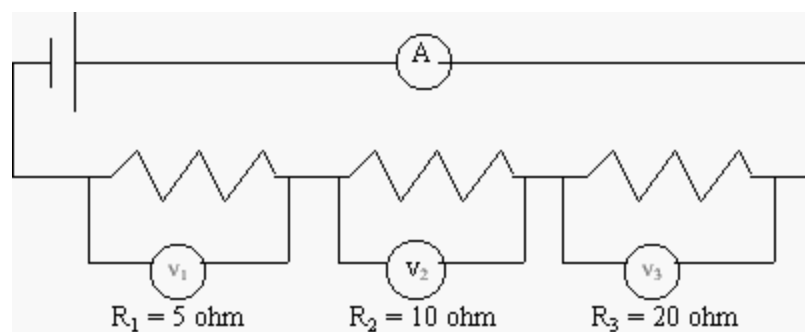 A
V₁ V₂ V₃
R₁ = 5 ohm R₂ = 10 ohm R₃ = 20 ohm